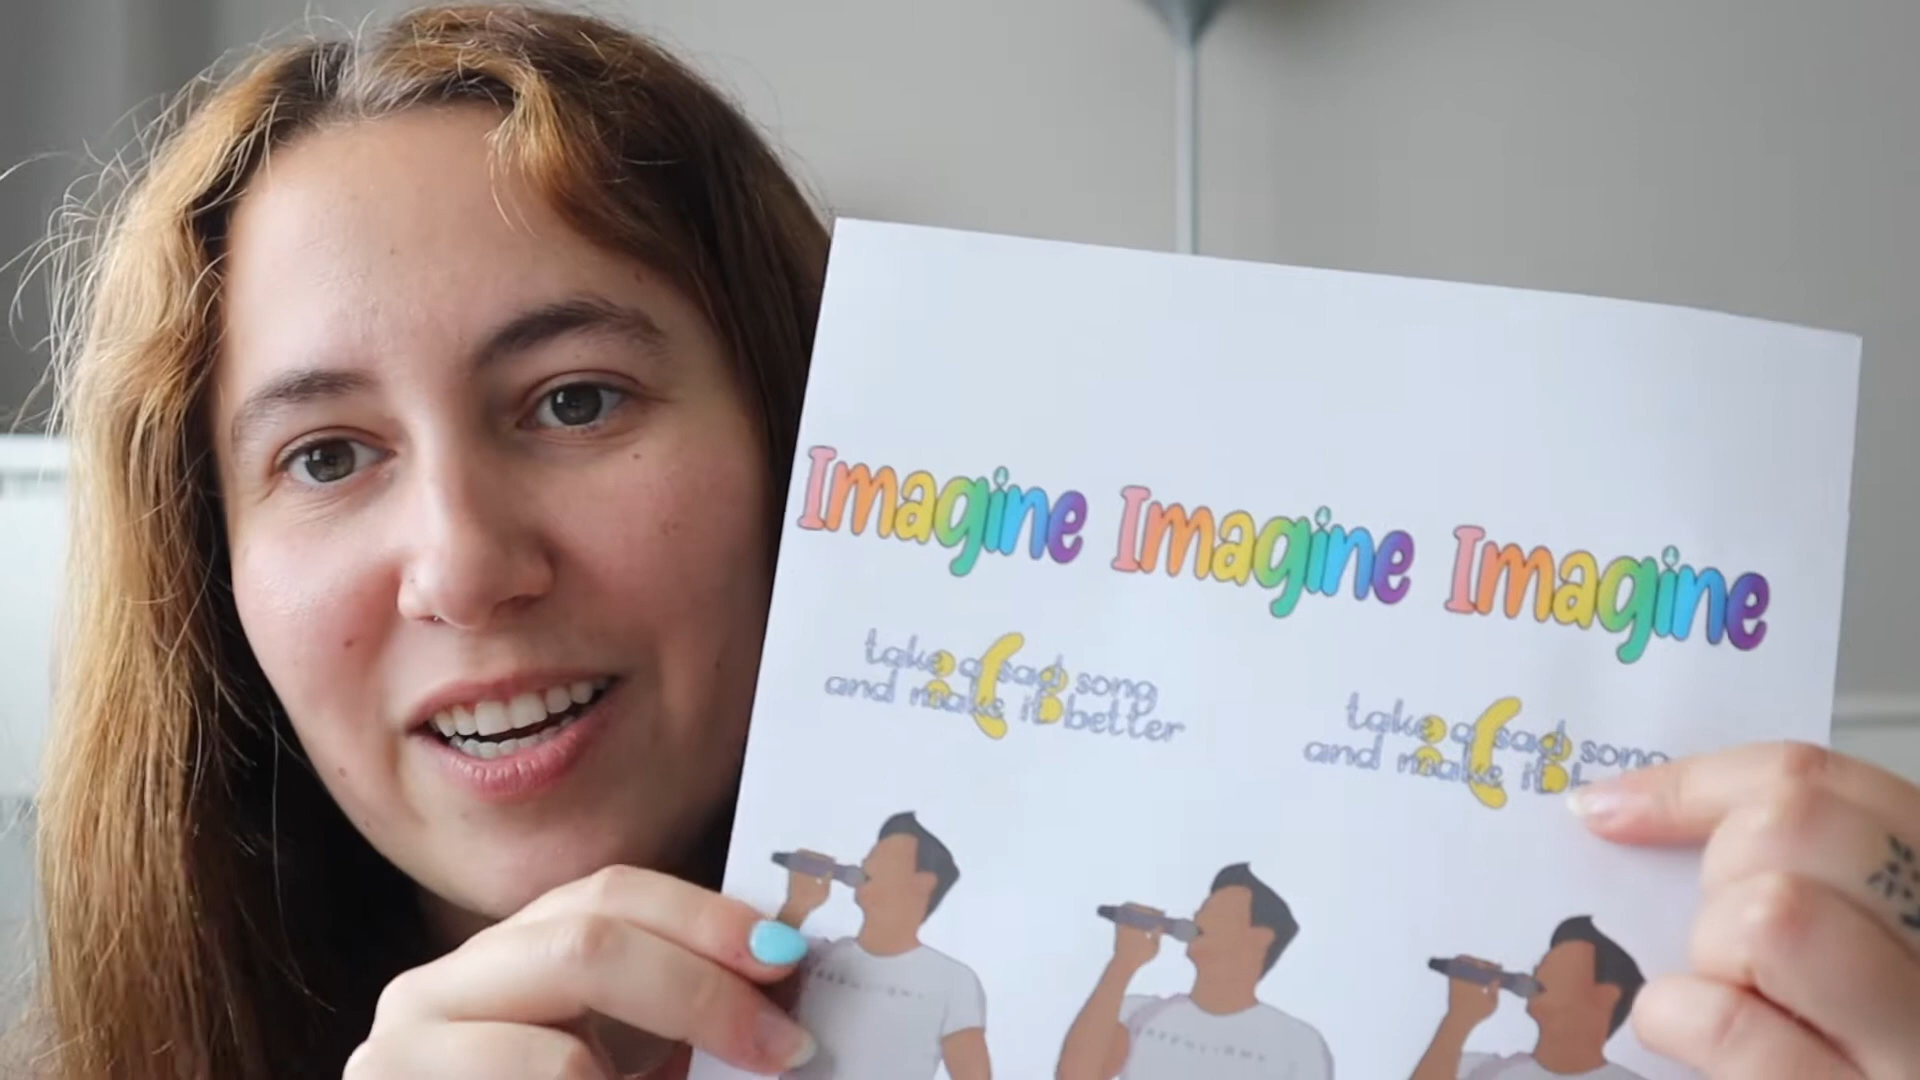 Imagine Imagine Imagine
take a sad song
and make it better
take a sad song
and make it